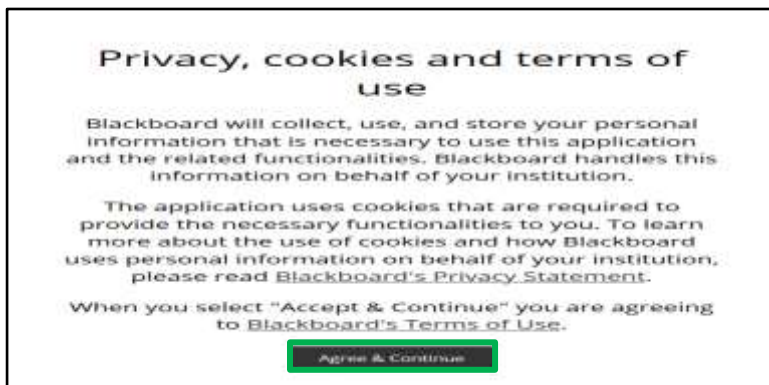 Privacy, cookies and terms of
use
Blackboard will collect, use, and store your personal
information that is necessary to use this application
and the related functionalities. Blackboard handles this
information on behalf of your institution.
The application uses cookies that are required to
provide the necessary functionalities to you. To learn
more about the use of cookies and how Blackboard
uses personal information on behalf of your institution,
please read Blackboard's Privacy Statement.
When you select "Accept & Continue" you are agreeing
to Blackboard's Terms of Use.
Agree & Continue